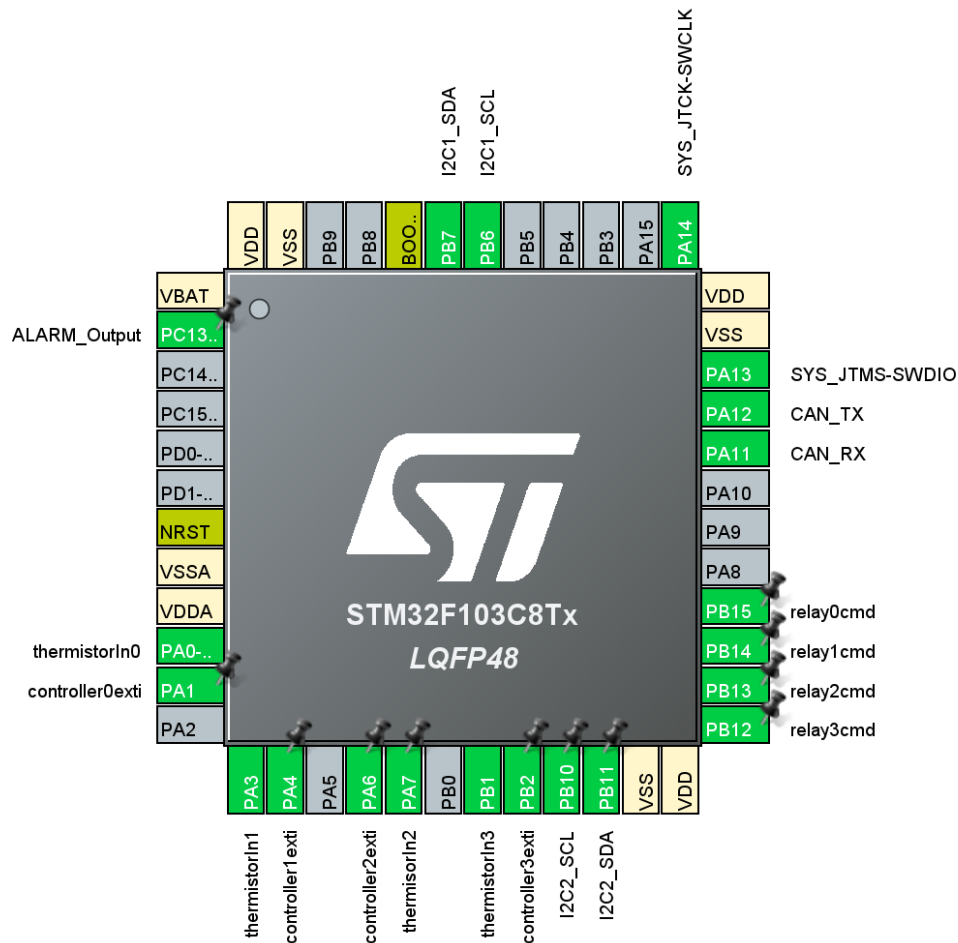 SYS_JTCK-SWCLK
I2C1_SDA
I2C1_SCL
VDD
VSS
PB9
PB8
BOO..
PB7
PB6
PB5
PB4
PB3
PA15
PA14
VBAT
ALARM_Output
PC13..
PC14..
PC15..
PD0-..
PD1-..
NRST
VSSA
VDDA
thermistorIn0
PA0-..
controller0exti
PA1
PA2
STM32F103C8Tx
LQFP48
VDD
VSS
PA13
SYS_JTMS-SWDIO
PA12
CAN_TX
PA11
CAN_RX
PA10
PA9
PA8
PB15
relay0cmd
PB14
relay1cmd
PB13
relay2cmd
PB12
relay3cmd
PA3
PA4
PA5
PA6
PA7
PB0
PB1
PB2
PB10
PB11
VSS
VDD
thermistorIn1
controller1exti
controller2exti
thermisorIn2
thermistorIn3
controller3exti
I2C2_SCL
I2C2_SDA